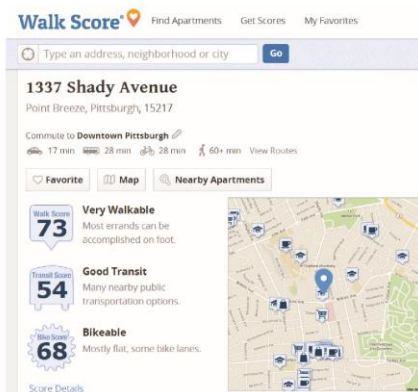 Walk Score®
Find Apartments
Get Scores
My Favorites
Type an address, neighborhood or city
Go
1337 Shady Avenue
Point Breeze, Pittsburgh, 15217
Commute to Downtown Pittsburgh
17 min 28 min 28 min 60+ min View Routes
Favorite
Map
Nearby Apartments
Walk Score
73
Very Walkable
Most errands can be
accomplished on foot.
Transit Score
54
Good Transit
Many nearby public
transportation options.
Bike Score
68
Bikeable
Mostly flat, some bike lanes.
Score Details